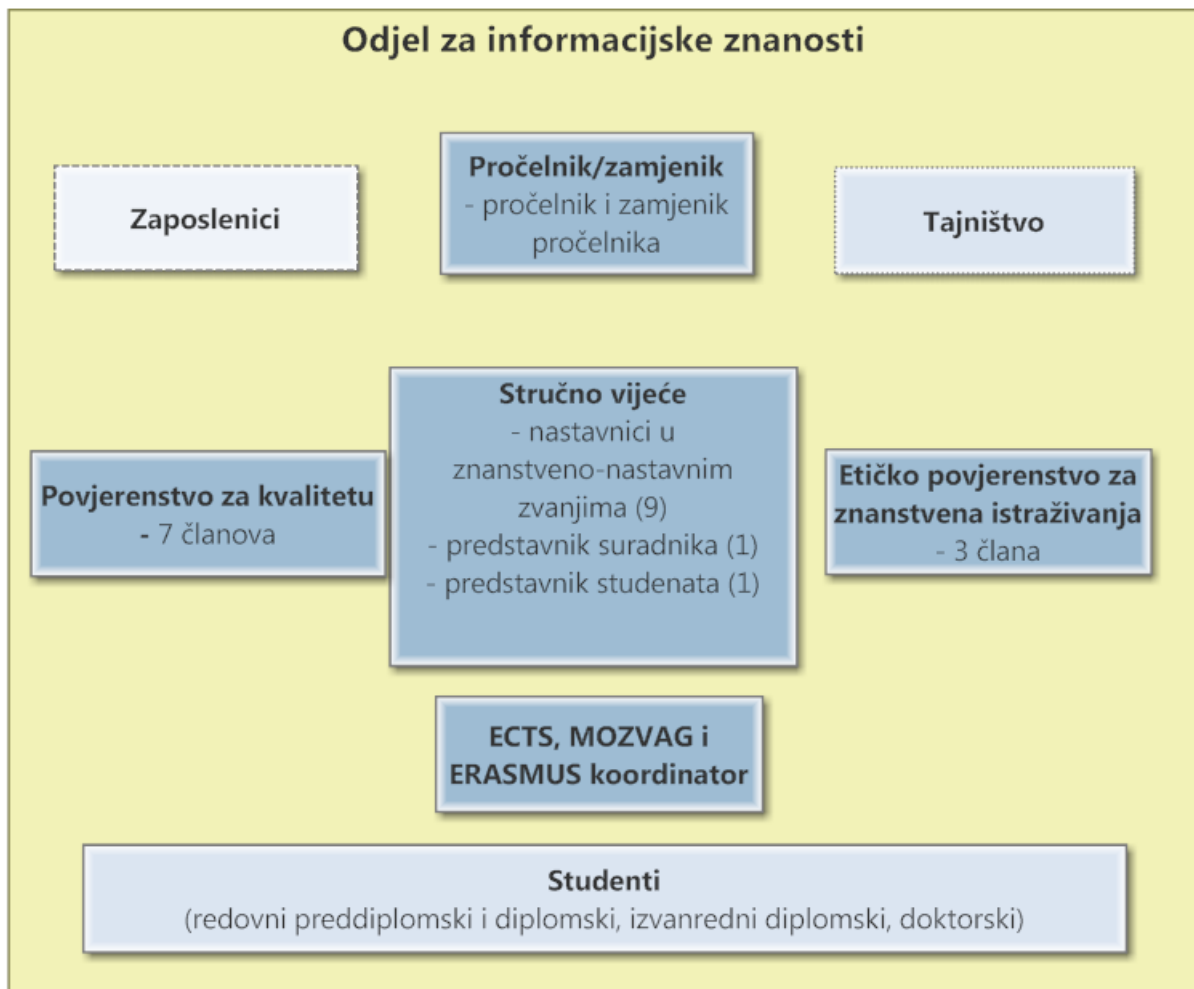 Odjel za informacijske znanosti
Zaposlenici
Pročelnik/zamjenik
- pročelnik i zamjenik
pročelnika
Tajništvo
Povjerenstvo za kvalitetu
- 7 članova
Stručno vijeće
- nastavnici u
znanstveno-nastavnim
zvanjima (9)
- predstavnik suradnika (1)
- predstavnik studenata (1)
Etičko povjerenstvo za
znanstvena istraživanja
- 3 člana
ECTS, MOZVAG i
ERASMUS koordinator
Studenti
(redovni preddiplomski i diplomski, izvanredni diplomski, doktorski)